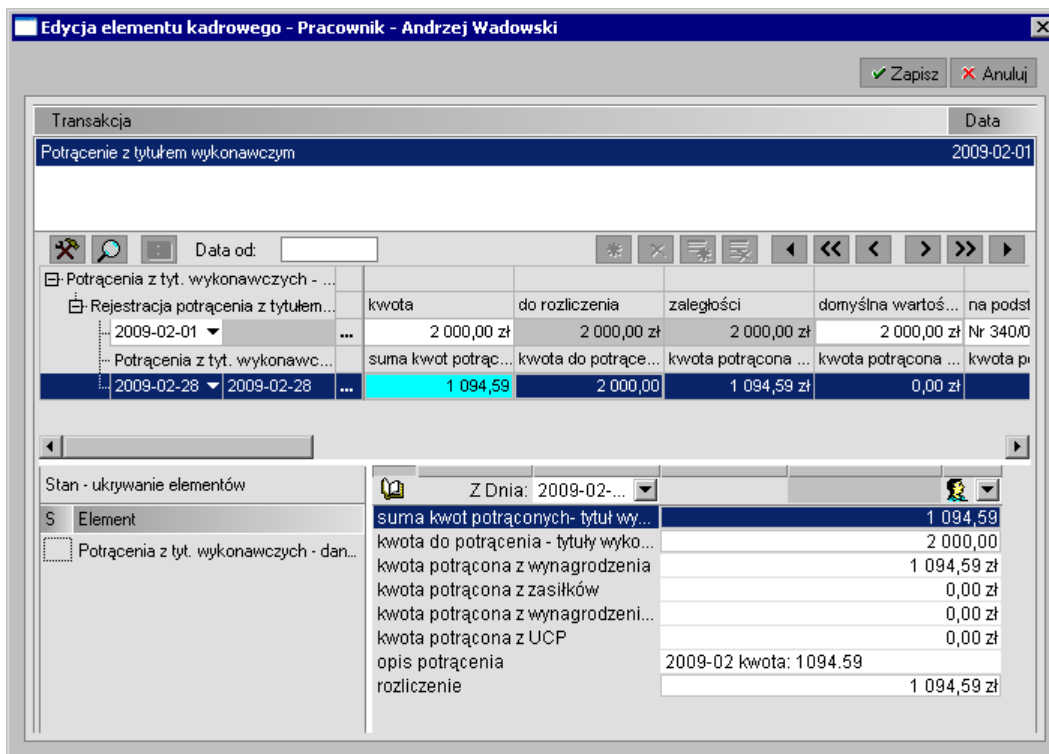 Edycja elementu kadrowego - Pracownik - Andrzej Wadowski
Zapisz Anuluj
Transakcja Data
Potrącenie z tytułem wykonawczym 2009-02-01
Data od:
Potrącenia z tyt. wykonawczych - ...
Rejestracja potrącenia z tytułem... kwota do rozliczenia zaległości domyślna wartoś... na podst
2009-02-01 ... 2 000,00 zł 2 000,00 zł 2 000,00 zł 2 000,00 zł Nr 340/0
Potrącenia z tyt. wykonawc... suma kwot potrąc... kwota do potrące... kwota potrącona ... kwota potrącona ... kwota po
2009-02-28 2009-02-28 ... 1 094,59 2 000,00 1 094,59 zł 0,00 zł
Stan - ukrywanie elementów
S Element
Potrącenia z tyt. wykonawczych - dan...
Z Dnia: 2009-02-...
suma kwot potrąconych- tytuł wy... 1 094,59
kwota do potrącenia - tytuły wyko... 2 000,00
kwota potrącona z wynagrodzenia 1 094,59 zł
kwota potrącona z zasiłków 0,00 zł
kwota potrącona z wynagrodzeni... 0,00 zł
kwota potrącona z UCP 0,00 zł
opis potrącenia 2009-02 kwota: 1094.59
rozliczenie 1 094,59 zł